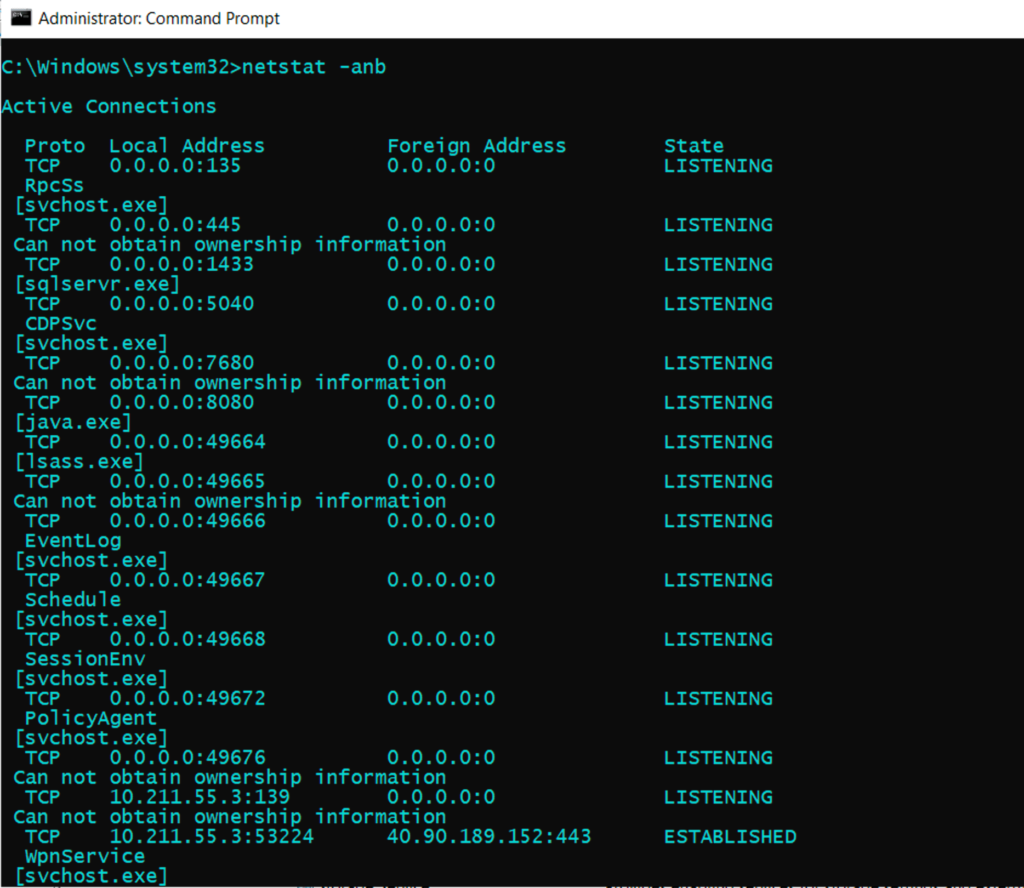 Administrator: Command Prompt
C:\Windows\system32>netstat -anb
Active Connections
Proto Local Address Foreign Address State
TCP 0.0.0.0:135 0.0.0.0:0 LISTENING
RpcSs
[svchost.exe]
TCP 0.0.0.0:445 0.0.0.0:0 LISTENING
Can not obtain ownership information
TCP 0.0.0.0:1433 0.0.0.0:0 LISTENING
[sqlservr.exe]
TCP 0.0.0.0:5040 0.0.0.0:0 LISTENING
CDPSvc
[svchost.exe]
TCP 0.0.0.0:7680 0.0.0.0:0 LISTENING
Can not obtain ownership information
TCP 0.0.0.0:8080 0.0.0.0:0 LISTENING
[java.exe]
TCP 0.0.0.0:49664 0.0.0.0:0 LISTENING
[lsass.exe]
TCP 0.0.0.0:49665 0.0.0.0:0 LISTENING
Can not obtain ownership information
TCP 0.0.0.0:49666 0.0.0.0:0 LISTENING
EventLog
[svchost.exe]
TCP 0.0.0.0:49667 0.0.0.0:0 LISTENING
Schedule
[svchost.exe]
TCP 0.0.0.0:49668 0.0.0.0:0 LISTENING
SessionEnv
[svchost.exe]
TCP 0.0.0.0:49672 0.0.0.0:0 LISTENING
PolicyAgent
[svchost.exe]
TCP 0.0.0.0:49676 0.0.0.0:0 LISTENING
Can not obtain ownership information
TCP 10.211.55.3:139 0.0.0.0:0 LISTENING
Can not obtain ownership information
TCP 10.211.55.3:53224 40.90.189.152:443 ESTABLISHED
WpnService
[svchost.exe]